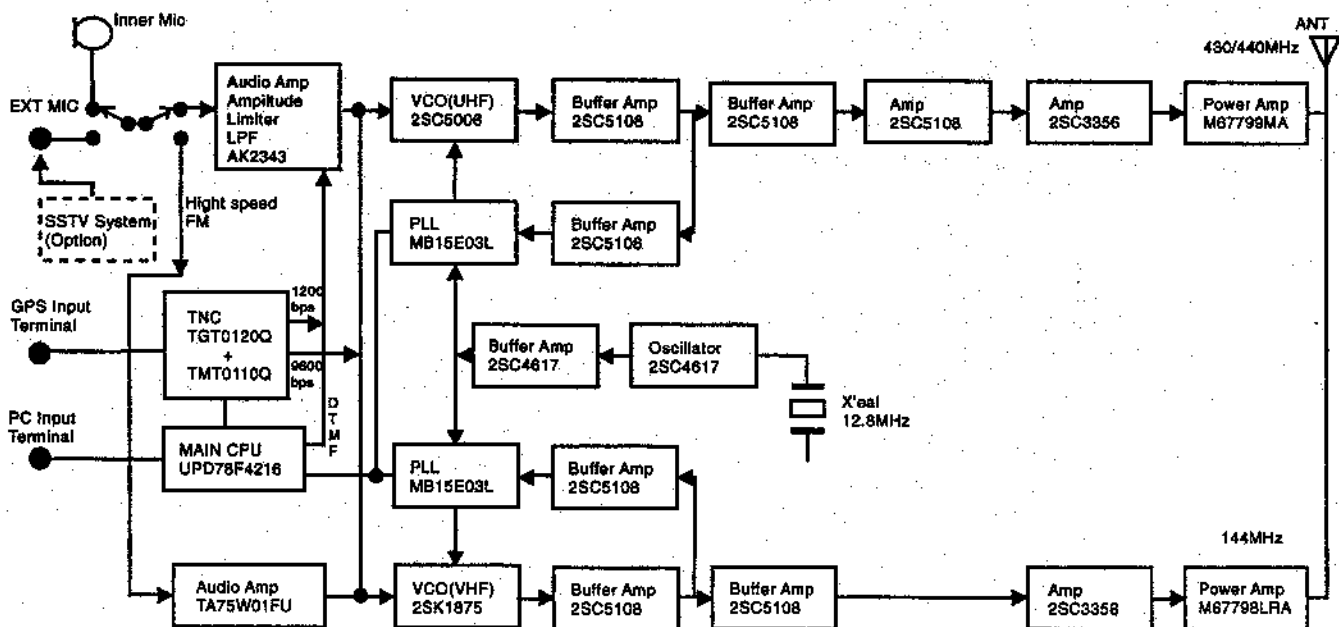 Inner Mic
ANT
430/440MHz
EXT MIC
Audio Amp
Amplitude
Limiter
LPF
AK2343
VCO(UHF)
2SC5006
Buffer Amp
2SC5108
Buffer Amp
2SC5108
Amp
2SC5108
Amp
2SC3356
Power Amp
M67799MA
SSTV System
(Option)
Hight speed
FM
PLL
MB15E03L
Buffer Amp
2SC5108
GPS Input
Terminal
TNC
TGT0120Q
+
TMT0110Q
1200
bps
9600
bps
Buffer Amp
2SC4617
Oscillator
2SC4617
X'eal
12.8MHz
PC Input
Terminal
MAIN CPU
UPD78F4216
DTMF
PLL
MB15E03L
Buffer Amp
2SC5108
144MHz
Audio Amp
TA75W01FU
VCO(VHF)
2SK1875
Buffer Amp
2SC5108
Buffer Amp
2SC5108
Amp
2SC3356
Power Amp
M67798LRA